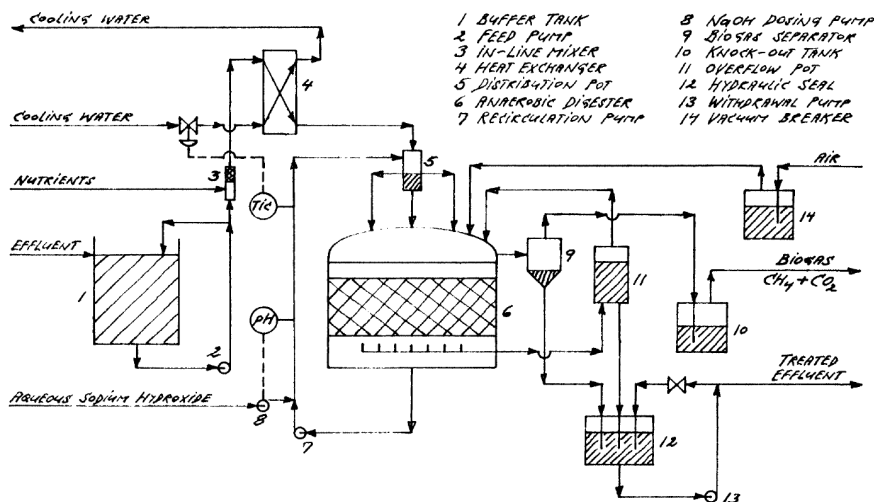 COOLING WATER
1 BUFFER TANK
2 FEED PUMP
3 IN-LINE MIXER
4 HEAT EXCHANGER
5 DISTRIBUTION POT
6 ANAEROBIC DIGESTER
7 RECIRCULATION PUMP
8 NaOH DOSING PUMP
9 BIOGAS SEPARATOR
10 KNOCK-OUT TANK
11 OVERFLOW POT
12 HYDRAULIC SEAL
13 WITHDRAWAL PUMP
14 VACUUM BREAKER
4
COOLING WATER
5
AIR
3
NUTRIENTS
TIC
14
EFFLUENT
9
11
BIOGAS
CH4 + CO2
1
6
10
pH
2
TREATED
EFFLUENT
AQUEOUS SODIUM HYDROXIDE
8
7
12
13